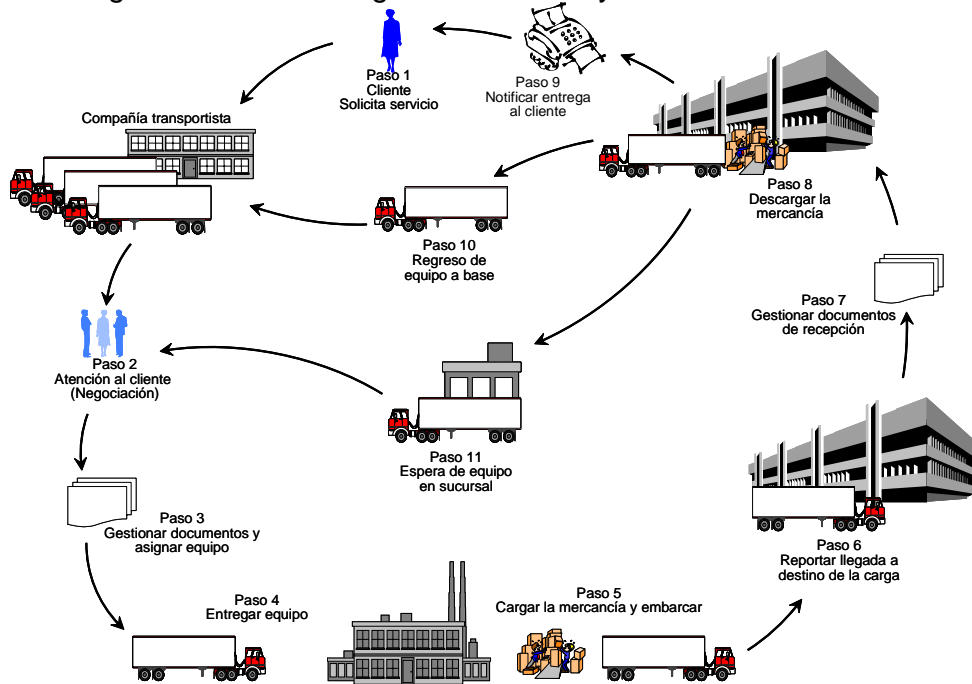 Paso 1
Cliente
Solicita servicio
Paso 9
Notificar entrega
al cliente
Compañía transportista
Paso 8
Descargar la
mercancía
Paso 10
Regreso de
equipo a base
Paso 7
Gestionar documentos
de recepción
Paso 2
Atención al cliente
(Negociación)
Paso 11
Espera de equipo
en sucursal
Paso 3
Gestionar documentos y
asignar equipo
Paso 6
Reportar llegada a
destino de la carga
Paso 4
Entregar equipo
Paso 5
Cargar la mercancía y embarcar